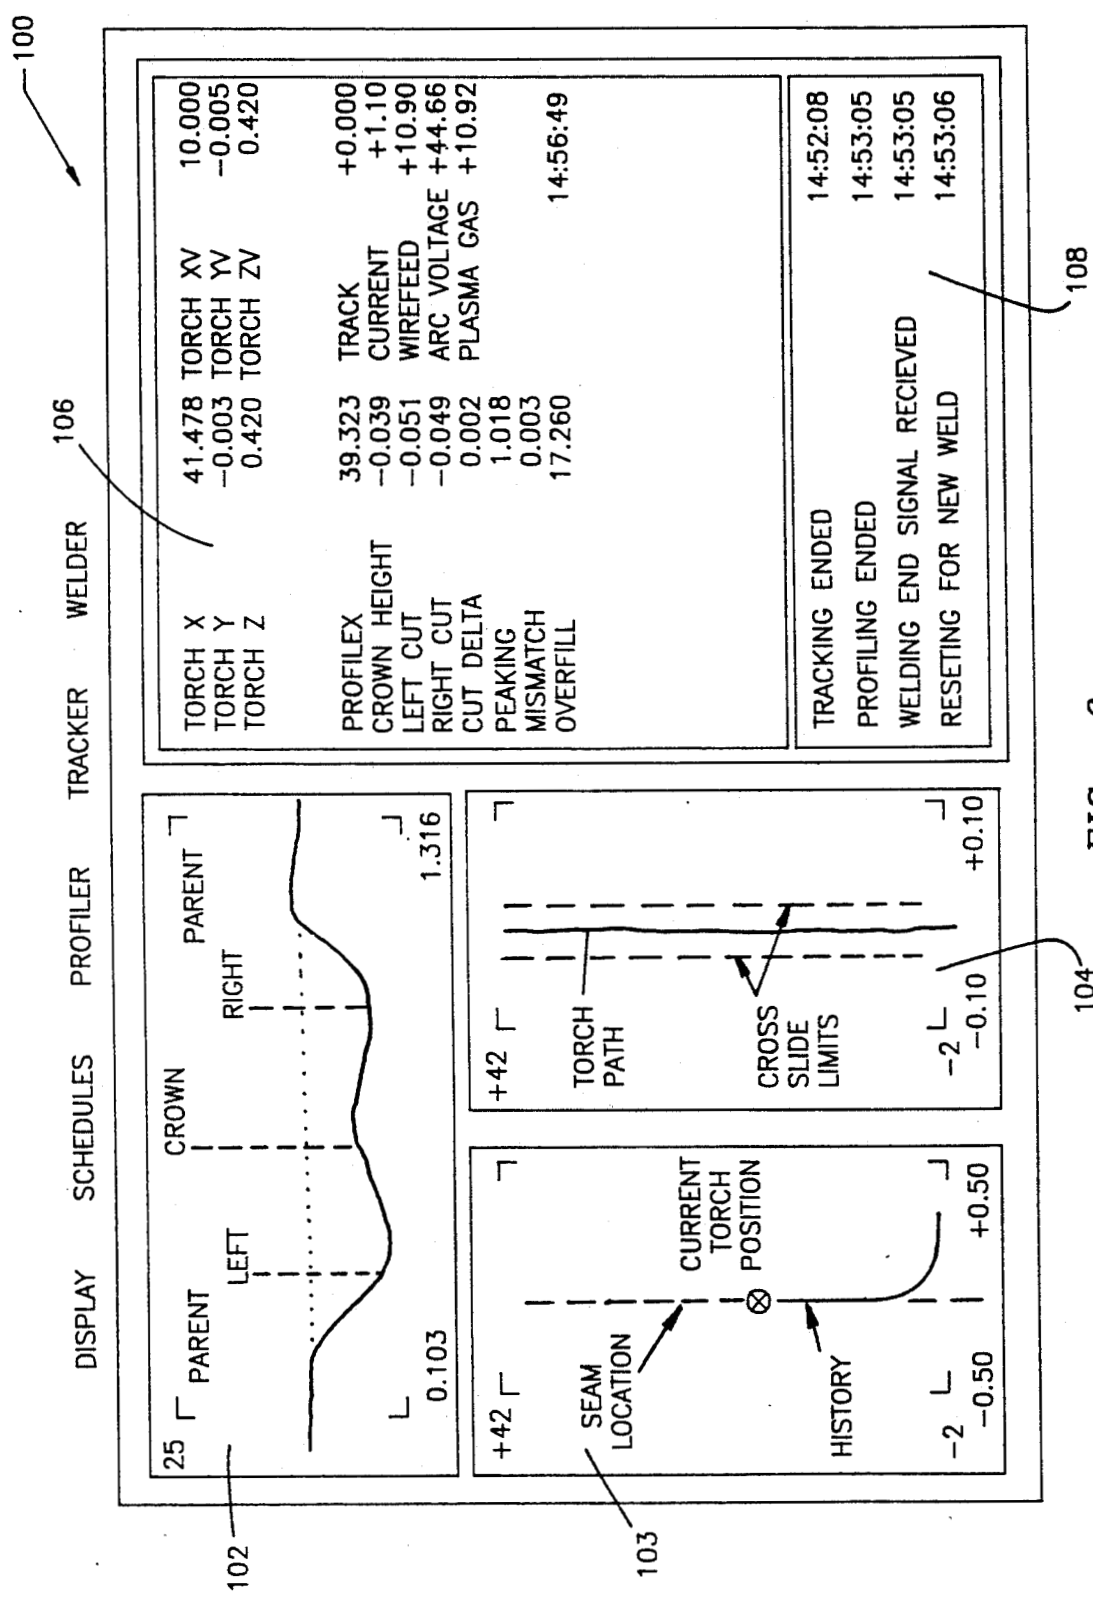 100
DISPLAY SCHEDULES PROFILER TRACKER WELDER
25
PARENT
LEFT
CROWN
RIGHT
PARENT
0.103
1.316
102
+42
SEAM
LOCATION
CURRENT
TORCH
POSITION
HISTORY
-2
-0.50
+0.50
103
+42
TORCH
PATH
CROSS
SLIDE
LIMITS
-2
-0.10
+0.10
104
106
TORCH X 41.478 TORCH XV 10.000
TORCH Y -0.003 TORCH YV -0.005
TORCH Z 0.420 TORCH ZV 0.420
PROFILEX 39.323 TRACK +0.000
CROWN HEIGHT -0.039 CURRENT +1.10
LEFT CUT -0.051 WIREFEED +10.90
RIGHT CUT -0.049 ARC VOLTAGE +44.66
CUT DELTA 0.002 PLASMA GAS +10.92
PEAKING 1.018
MISMATCH 0.003
OVERFILL 17.260 14:56:49
TRACKING ENDED 14:52:08
PROFILING ENDED 14:53:05
WELDING END SIGNAL RECIEVED 14:53:05
RESETING FOR NEW WELD 14:53:06
108